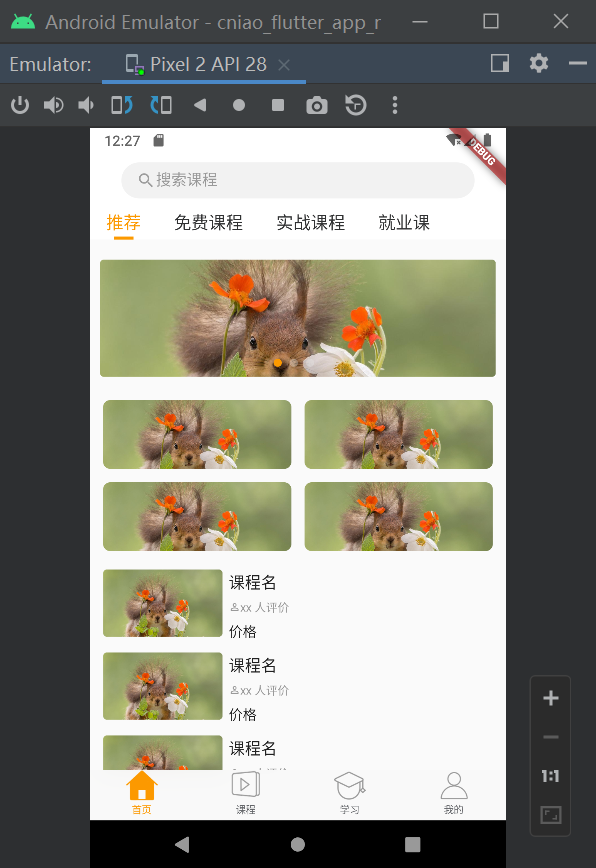 Android Emulator - cniao_flutter_app_r
Emulator: Pixel 2 API 28
12:27
DEBUG
搜索课程
推荐 免费课程 实战课程 就业课
课程名
xx 人评价
价格
课程名
xx 人评价
价格
课程名
首页 课程 学习 我的
1:1